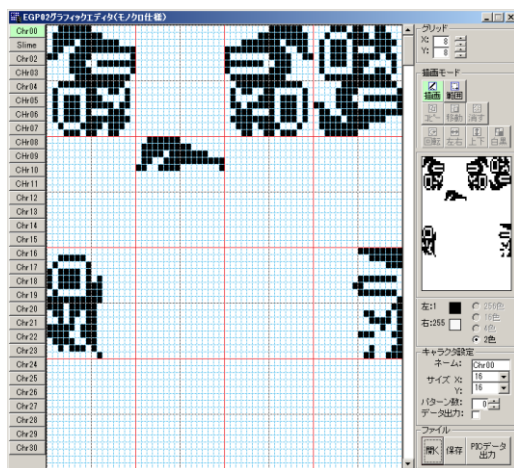 EGP82グラフィックエディタ(モノクロ仕様)
Chr00
Slime
Chr02
CHr03
Chr04
CHr05
CHr06
CHr07
CHr08
CHr09
CHr10
CHr11
Chr12
Chr13
Chr14
Chr15
Chr16
Chr17
Chr18
Chr19
Chr20
Chr21
Chr22
Chr23
Chr24
Chr25
Chr26
Chr27
Chr28
Chr29
Chr30
グリッド
X: 8
Y: 8
描画モード
描画 範囲
コピー 移動 消す
回転 左右 上下 白黒
左:1
右:255
256色
16色
4色
2色
キャラクタ設定
ネーム: Chr00
サイズ X: 16
Y: 16
パターン数: 0
データ出力:
ファイル
開く 保存 PICデータ
出力